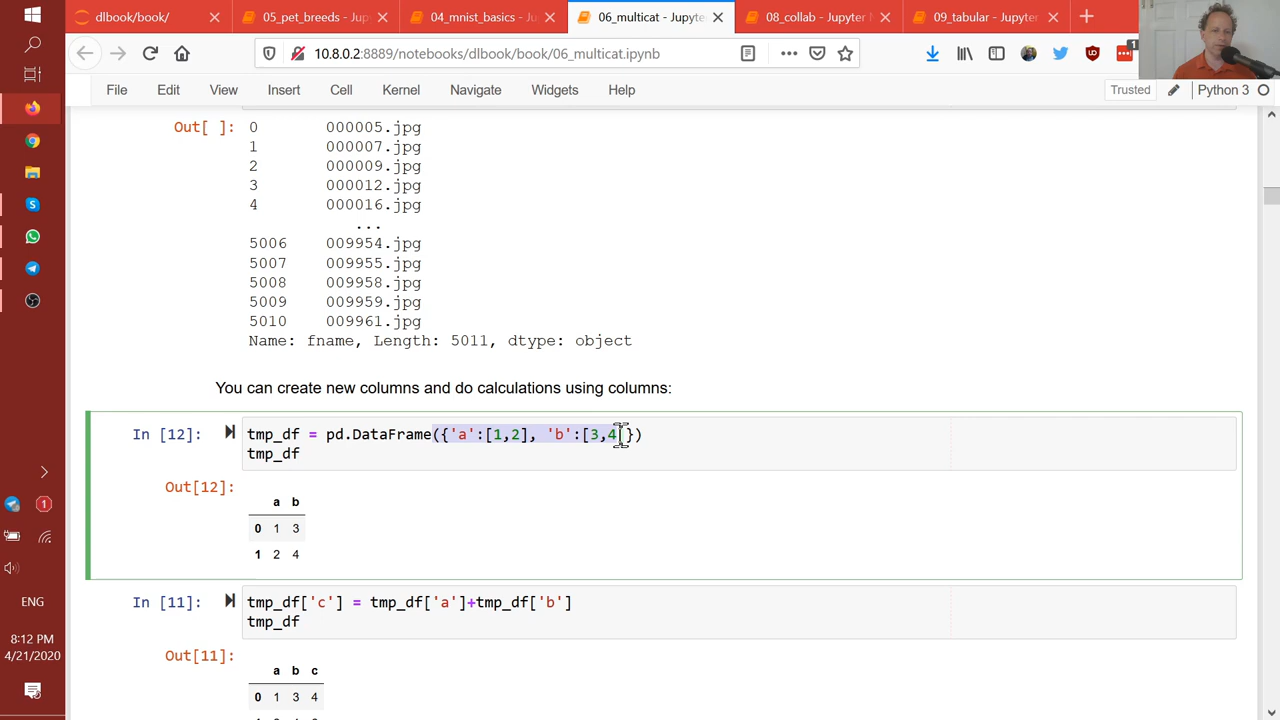 dlbook/book/
05_pet_breeds - Jupyte
04_mnist_basics - Jupyt
06_multicat - Jupyte
08_collab - Jupyter N
09_tabular - Jupyter
10.8.0.2:8889/notebooks/dlbook/book/06_multicat.ipynb
1
File Edit View Insert Cell Kernel Navigate Widgets Help
Trusted
Python 3
Out[ ]:
0 000005.jpg
1 000007.jpg
2 000009.jpg
3 000012.jpg
4 000016.jpg
...
5006 009954.jpg
5007 009955.jpg
5008 009958.jpg
5009 009959.jpg
5010 009961.jpg
Name: fname, Length: 5011, dtype: object
You can create new columns and do calculations using columns:
In [12]:
tmp_df = pd.DataFrame({'a':[1,2], 'b':[3,4]})
tmp_df
Out[12]:
a b
0 1 3
1 2 4
In [11]:
tmp_df['c'] = tmp_df['a']+tmp_df['b']
tmp_df
Out[11]:
a b c
0 1 3 4
1
ENG
8:12 PM
4/21/2020